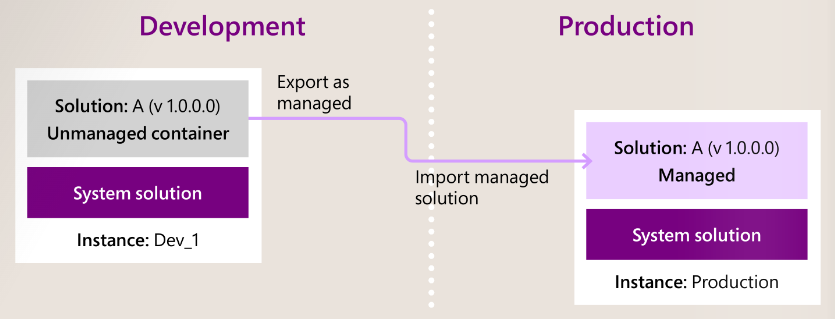 Development
Production
Solution: A (v 1.0.0.0)
Unmanaged container
System solution
Instance: Dev_1
Export as
managed
Import managed
solution
Solution: A (v 1.0.0.0)
Managed
System solution
Instance: Production